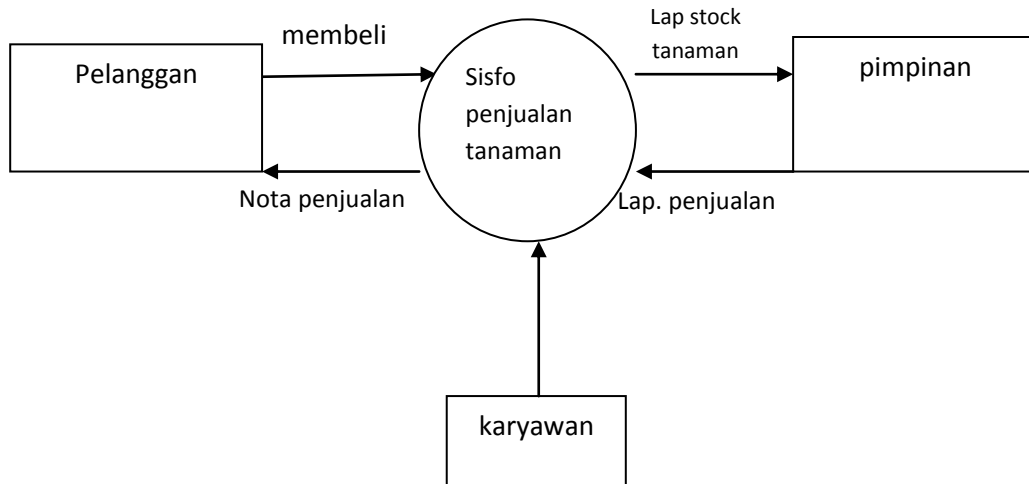 membeli
Pelanggan
Nota penjualan
Sisfo
penjualan
tanaman
Lap stock
tanaman
pimpinan
Lap. penjualan
karyawan